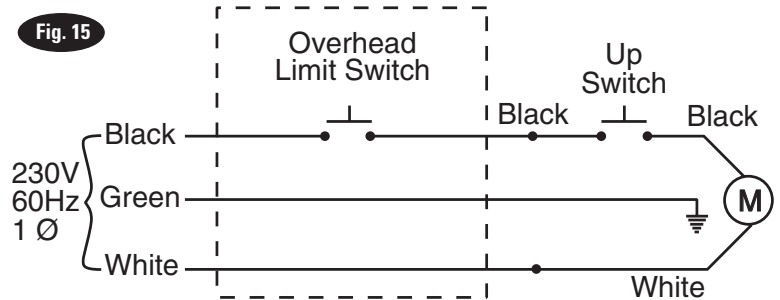 Fig. 15
Overhead
Limit Switch
Up
Switch
Black
Black
Black
230V
60Hz
1 Ø
Green
M
White
White